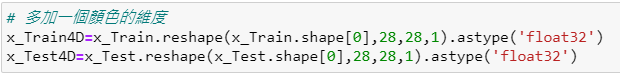 # 多加一個顏色的維度
x_Train4D=x_Train.reshape(x_Train.shape[0],28,28,1).astype('float32')
x_Test4D=x_Test.reshape(x_Test.shape[0],28,28,1).astype('float32')